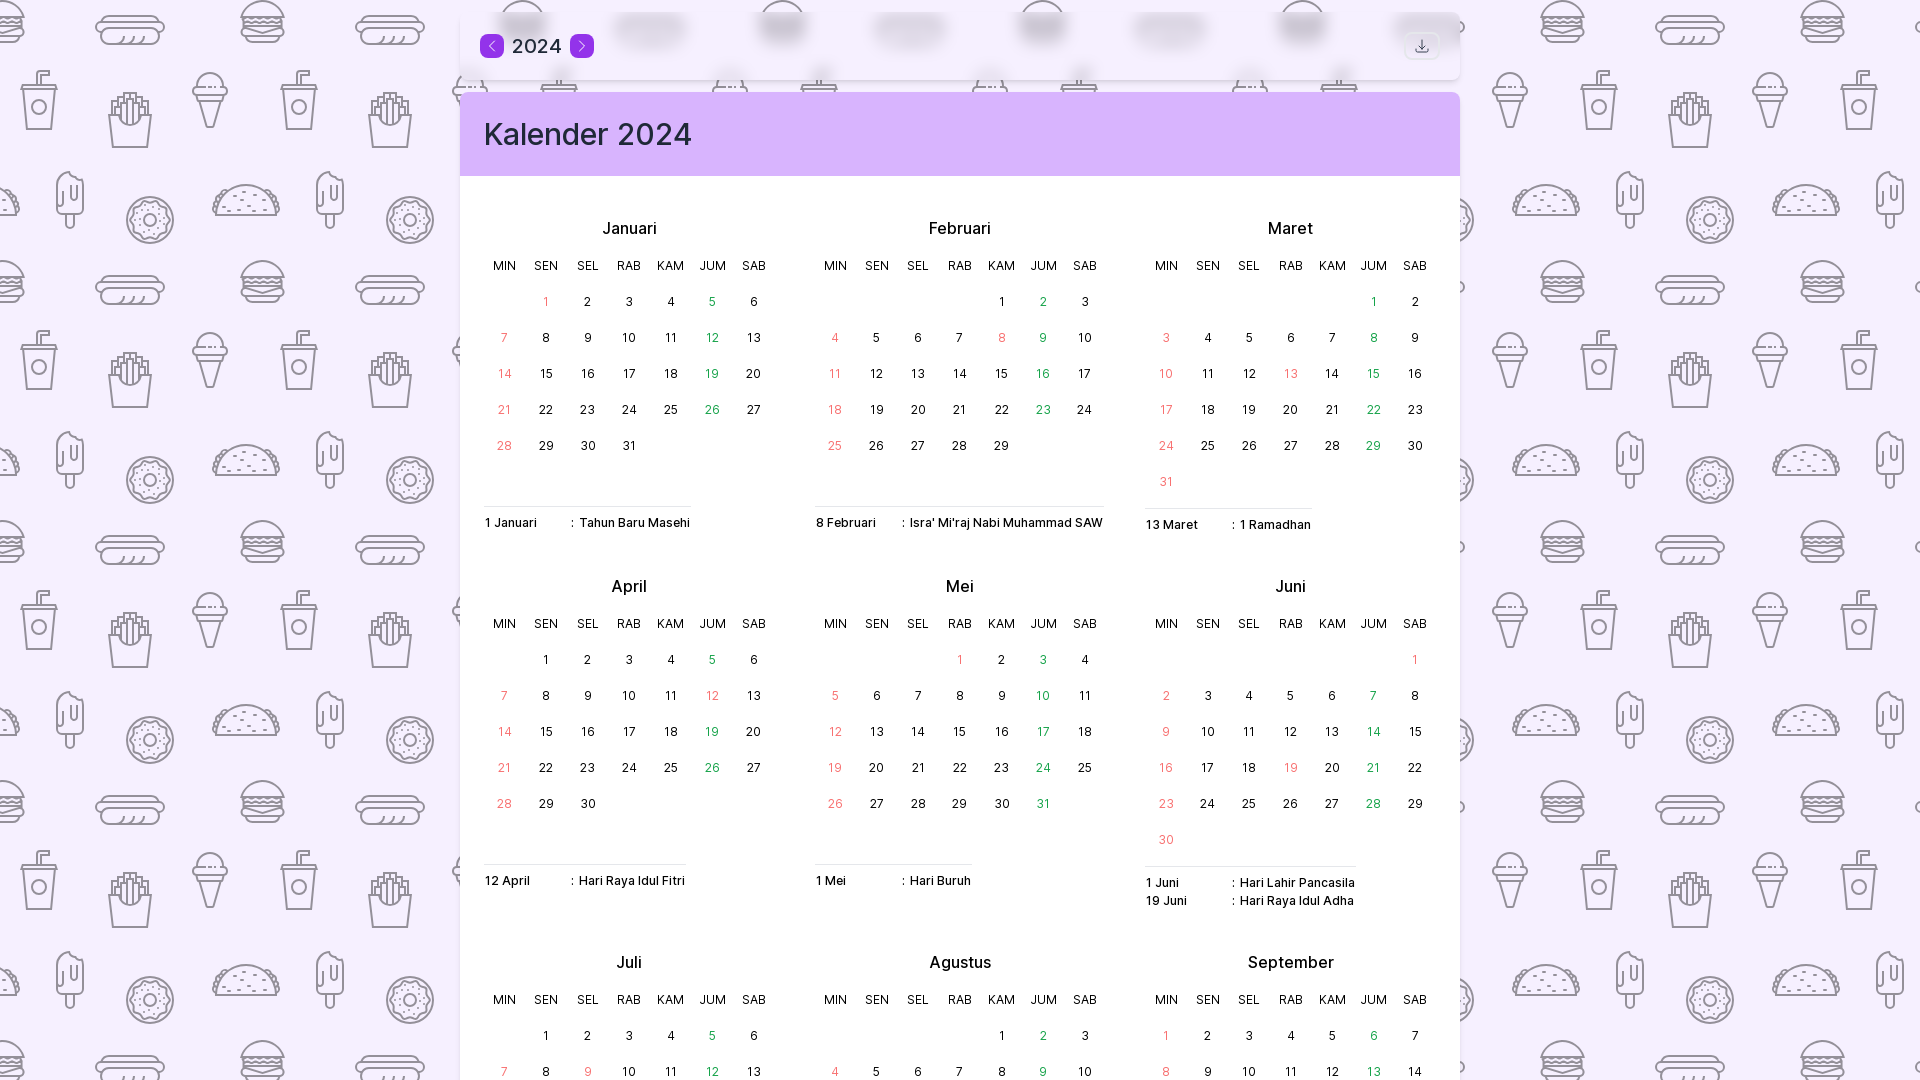 2024
Kalender 2024
Januari
MIN SEN SEL RAB KAM JUM SAB
1 2 3 4 5 6
7 8 9 10 11 12 13
14 15 16 17 18 19 20
21 22 23 24 25 26 27
28 29 30 31
1 Januari : Tahun Baru Masehi
Februari
MIN SEN SEL RAB KAM JUM SAB
1 2 3
4 5 6 7 8 9 10
11 12 13 14 15 16 17
18 19 20 21 22 23 24
25 26 27 28 29
8 Februari : Isra' Mi'raj Nabi Muhammad SAW
Maret
MIN SEN SEL RAB KAM JUM SAB
1 2
3 4 5 6 7 8 9
10 11 12 13 14 15 16
17 18 19 20 21 22 23
24 25 26 27 28 29 30
31
13 Maret : 1 Ramadhan
April
MIN SEN SEL RAB KAM JUM SAB
1 2 3 4 5 6
7 8 9 10 11 12 13
14 15 16 17 18 19 20
21 22 23 24 25 26 27
28 29 30
12 April : Hari Raya Idul Fitri
Mei
MIN SEN SEL RAB KAM JUM SAB
1 2 3 4
5 6 7 8 9 10 11
12 13 14 15 16 17 18
19 20 21 22 23 24 25
26 27 28 29 30 31
1 Mei : Hari Buruh
Juni
MIN SEN SEL RAB KAM JUM SAB
1
2 3 4 5 6 7 8
9 10 11 12 13 14 15
16 17 18 19 20 21 22
23 24 25 26 27 28 29
30
1 Juni : Hari Lahir Pancasila
19 Juni : Hari Raya Idul Adha
Juli
MIN SEN SEL RAB KAM JUM SAB
1 2 3 4 5 6
7 8 9 10 11 12 13
Agustus
MIN SEN SEL RAB KAM JUM SAB
1 2 3
4 5 6 7 8 9 10
September
MIN SEN SEL RAB KAM JUM SAB
1 2 3 4 5 6 7
8 9 10 11 12 13 14